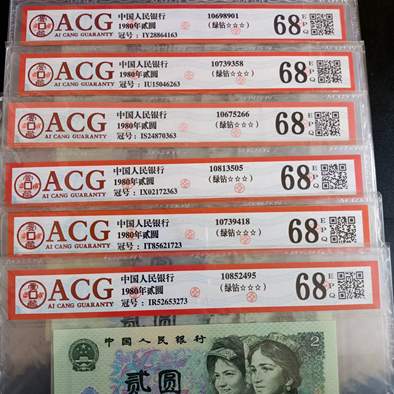 ACG
AI CANG GUARANTY
中国人民银行
1980年贰圆
冠号：IY28864163
10698901
（绿钻☆☆☆）
68
EPQ
ACG
AI CANG GUARANTY
中国人民银行
1980年贰圆
冠号：IU15046263
10739358
（绿钻☆☆☆）
68
EPQ
ACG
AI CANG GUARANTY
中国人民银行
1980年贰圆
冠号：IS24870363
10675266
（绿钻☆☆☆）
68
EPQ
ACG
AI CANG GUARANTY
中国人民银行
1980年贰圆
冠号：IX02172363
10813505
（绿钻☆☆☆）
68
EPQ
ACG
AI CANG GUARANTY
中国人民银行
1980年贰圆
冠号：IT85621723
10739418
（绿钻☆☆☆）
68
EPQ
ACG
AI CANG GUARANTY
中国人民银行
1980年贰圆
冠号：IR52653273
10852495
（绿钻☆☆☆）
68
EPQ
中国人民银行
贰圆
2